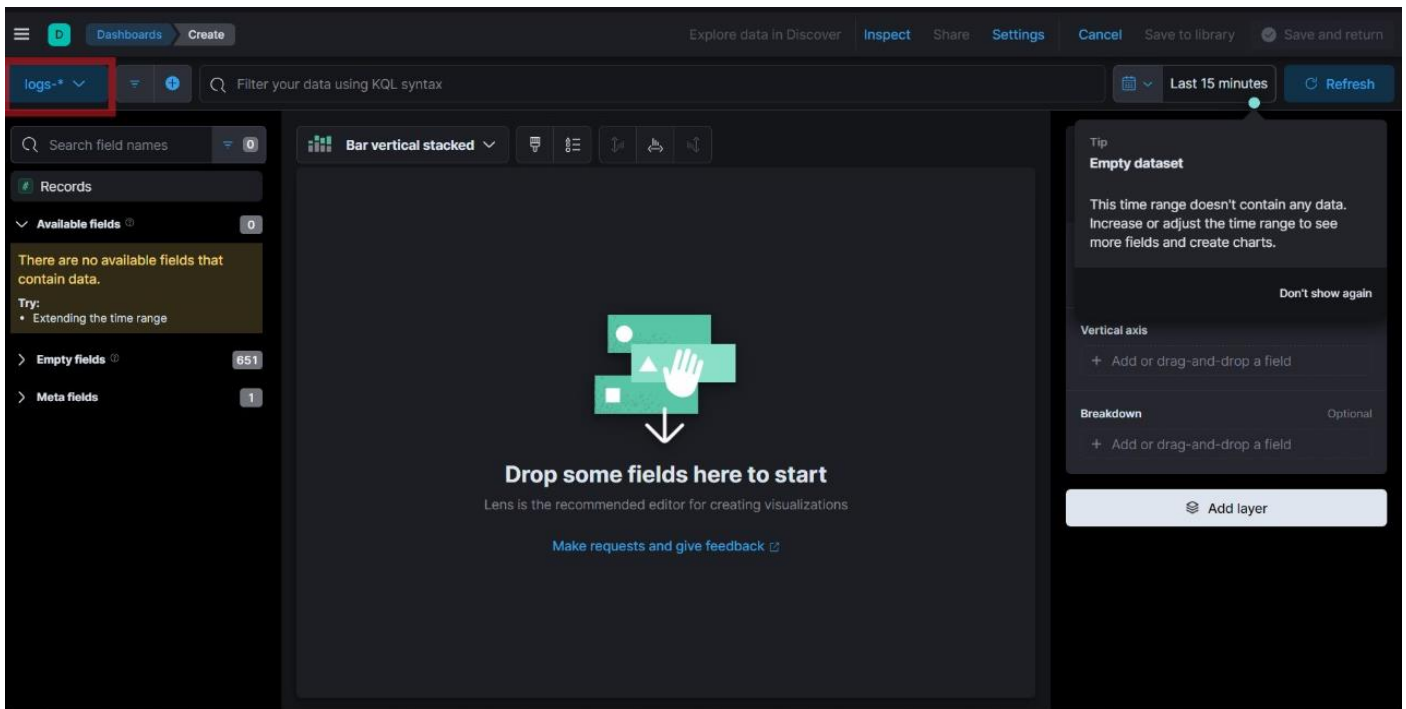 D Dashboards Create Explore data in Discover Inspect Share Settings Cancel Save to library Save and return
logs-* Filter your data using KQL syntax Last 15 minutes Refresh
Search field names 0
Records
Available fields 0
There are no available fields that
contain data.
Try:
• Extending the time range
Empty fields 651
Meta fields 1
Bar vertical stacked
Drop some fields here to start
Lens is the recommended editor for creating visualizations
Make requests and give feedback
Tip
Empty dataset
This time range doesn't contain any data.
Increase or adjust the time range to see
more fields and create charts.
Don't show again
Vertical axis
+ Add or drag-and-drop a field
Breakdown Optional
+ Add or drag-and-drop a field
Add layer